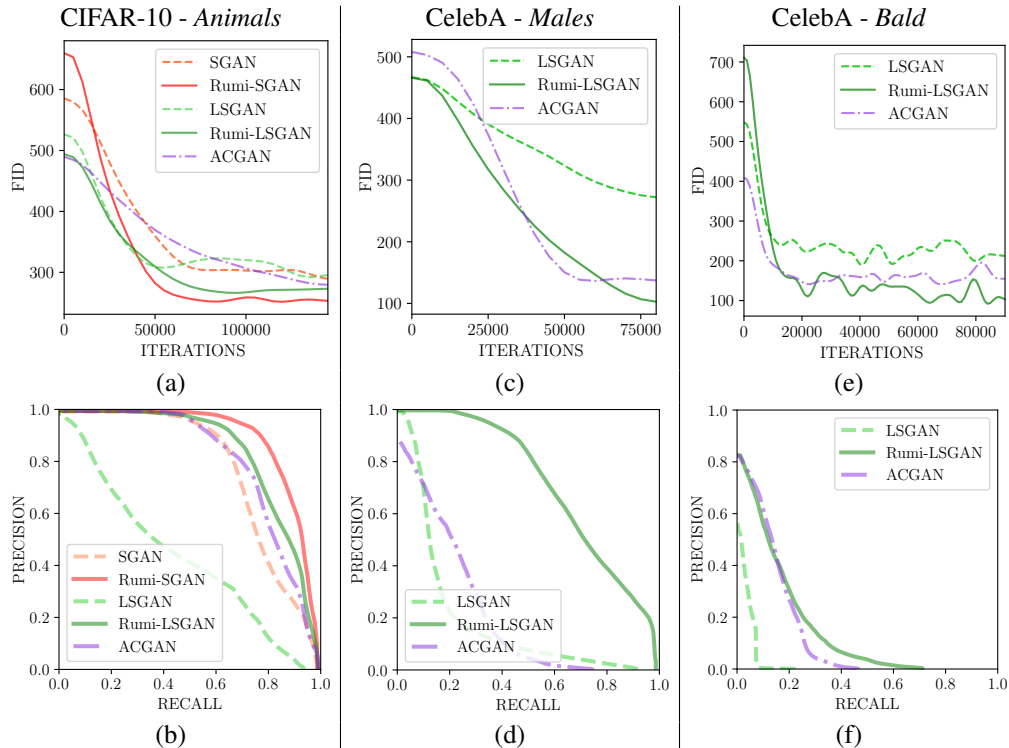 CIFAR-10 - Animals
600
500
400
300
FID
0
50000
100000
ITERATIONS
SGAN
Rumi-SGAN
LSGAN
Rumi-LSGAN
ACGAN
(a)
CelebA - Males
500
400
300
200
100
FID
0
25000
50000
75000
ITERATIONS
LSGAN
Rumi-LSGAN
ACGAN
(c)
CelebA - Bald
700
600
500
400
300
200
100
FID
0
20000
40000
60000
80000
ITERATIONS
LSGAN
Rumi-LSGAN
ACGAN
(e)
1.0
0.8
0.6
0.4
0.2
0.0
PRECISION
0.0
0.2
0.4
0.6
0.8
1.0
RECALL
SGAN
Rumi-SGAN
LSGAN
Rumi-LSGAN
ACGAN
(b)
1.0
0.8
0.6
0.4
0.2
0.0
PRECISION
0.0
0.2
0.4
0.6
0.8
1.0
RECALL
LSGAN
Rumi-LSGAN
ACGAN
(d)
1.0
0.8
0.6
0.4
0.2
0.0
PRECISION
0.0
0.2
0.4
0.6
0.8
1.0
RECALL
LSGAN
Rumi-LSGAN
ACGAN
(f)